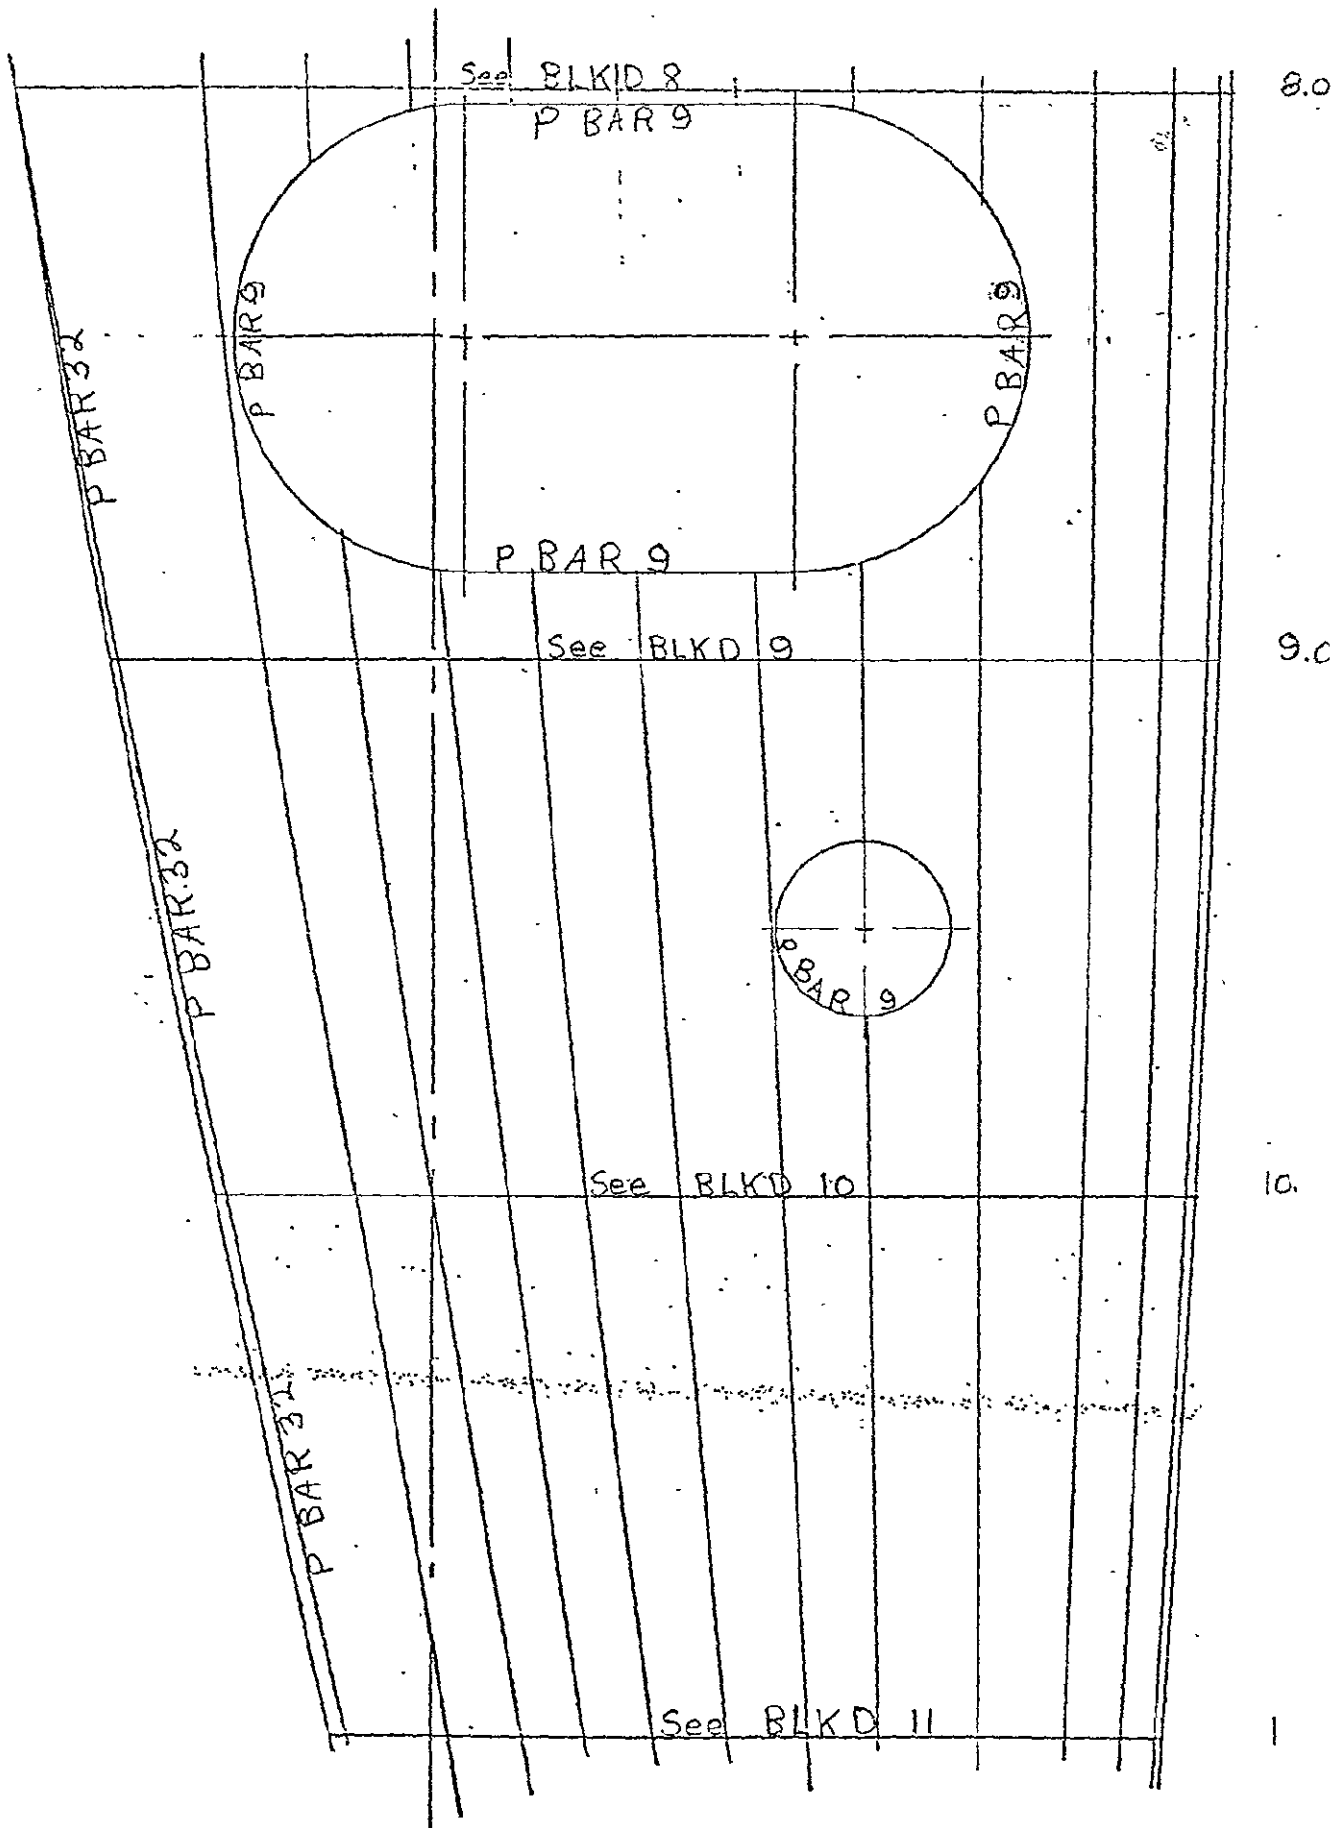 See BLKD 8
8.0
P BAR 9
P BAR 9
P BAR 9
P BAR 32
P BAR 9
See BLKD 9
9.0
P BAR 32
P BAR 9
See BLKD 10
10.
P BAR 32
See BLKD 11
1